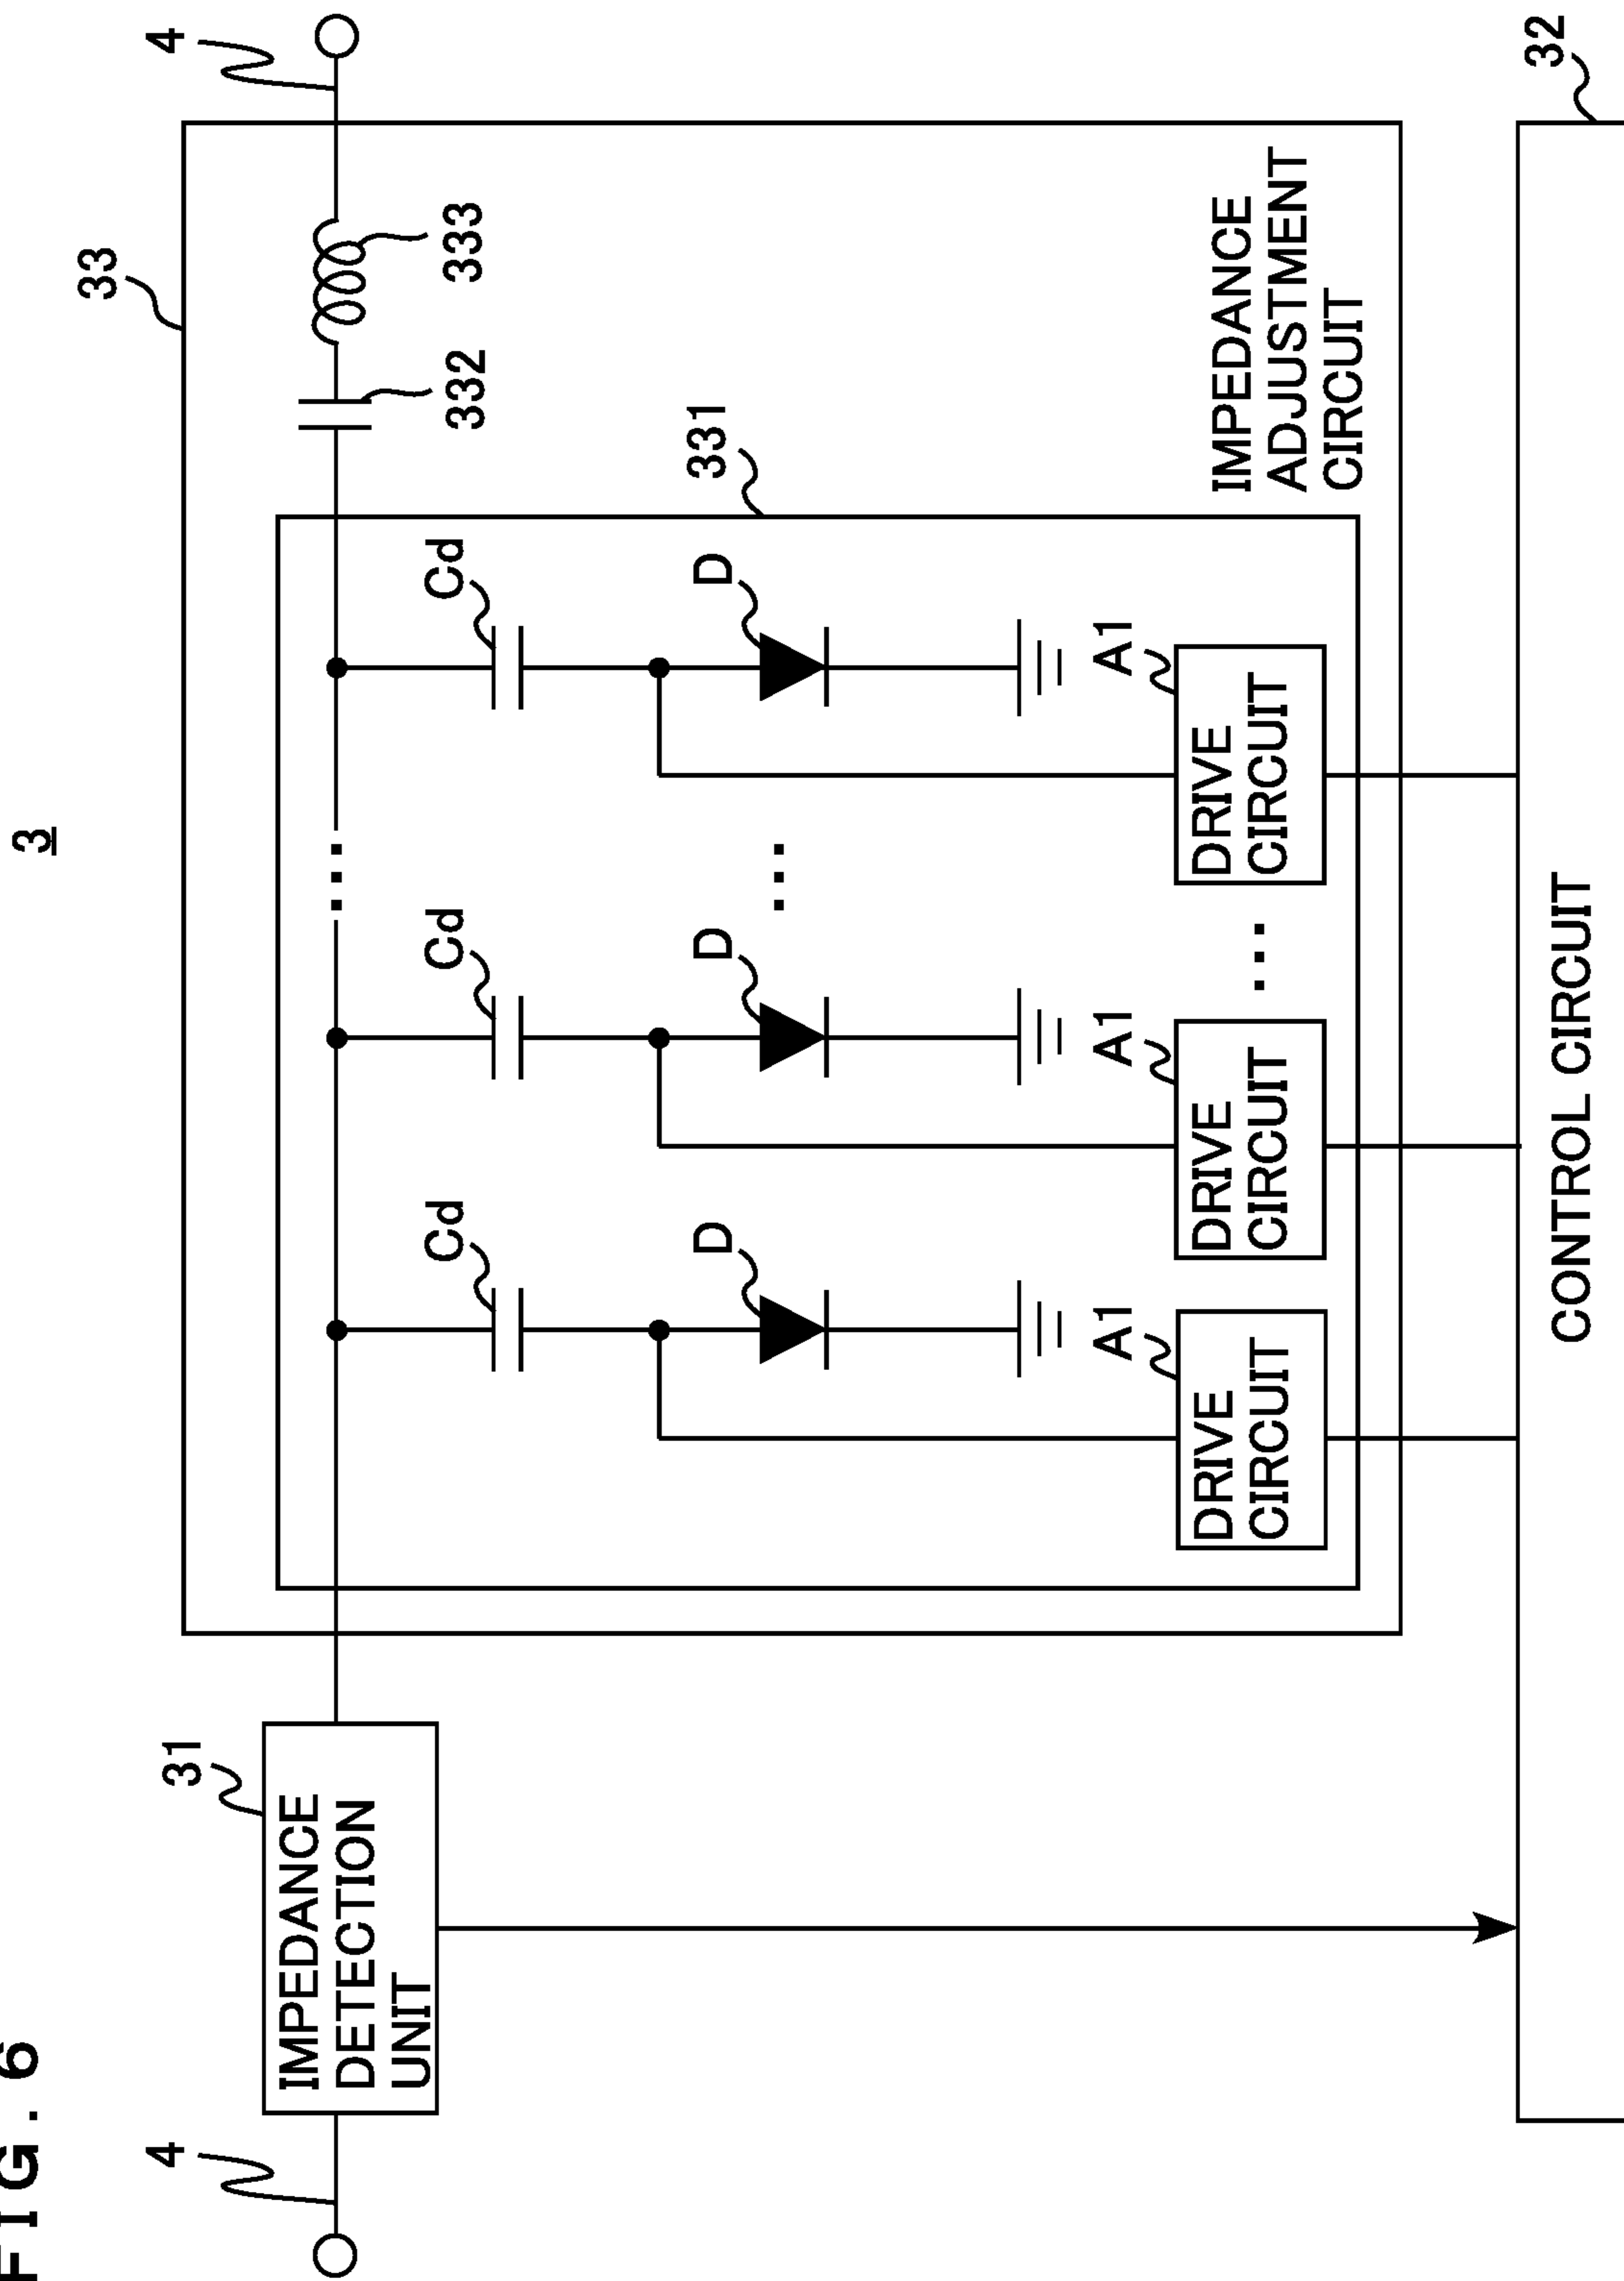 FIG. 6
3
4
31
IMPEDANCE
DETECTION
UNIT
33
331
Cd
Cd
Cd
D
D
D
A1
A1
A1
DRIVE
CIRCUIT
DRIVE
CIRCUIT
DRIVE
CIRCUIT
332
333
4
IMPEDANCE
ADJUSTMENT
CIRCUIT
32
CONTROL CIRCUIT